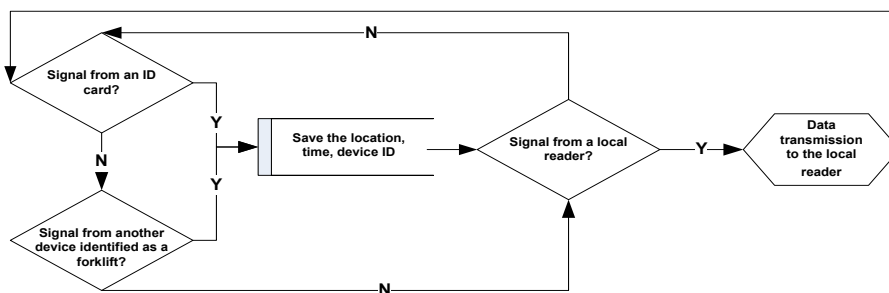 N
Signal from an ID
card?
Y
Save the location,
time, device ID
Signal from a local
reader?
Y
Data
transmission
to the local
reader
N
Y
Signal from another
device identified as a
forklift?
N